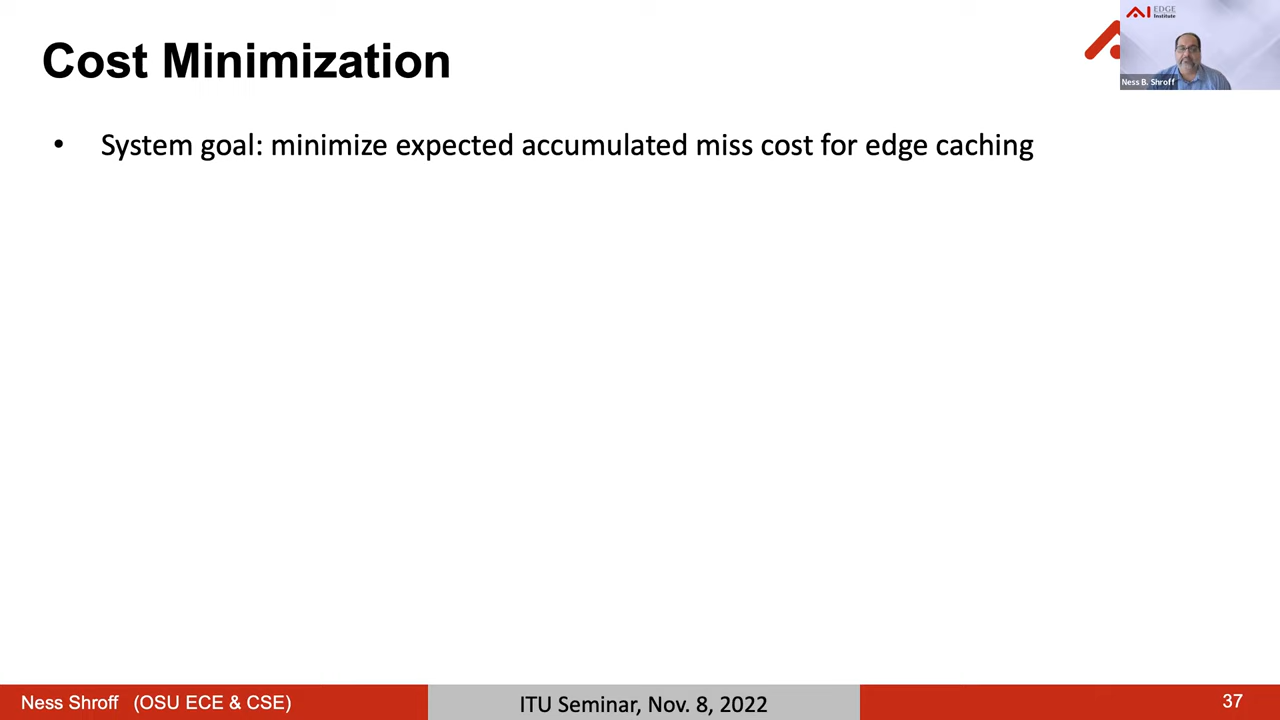 Cost Minimization
AI EDGE
Institute
Ness B. Shroff
• System goal: minimize expected accumulated miss cost for edge caching
Ness Shroff (OSU ECE & CSE)
ITU Seminar, Nov. 8, 2022
37